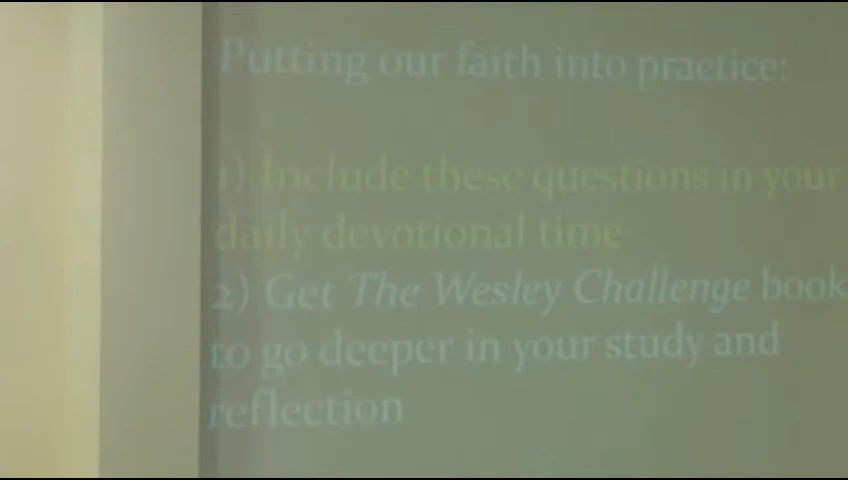 Putting our faith into practice:
1) Include these questions in your
daily devotional time
2) Get The Wesley Challenge book
to go deeper in your study and
reflection